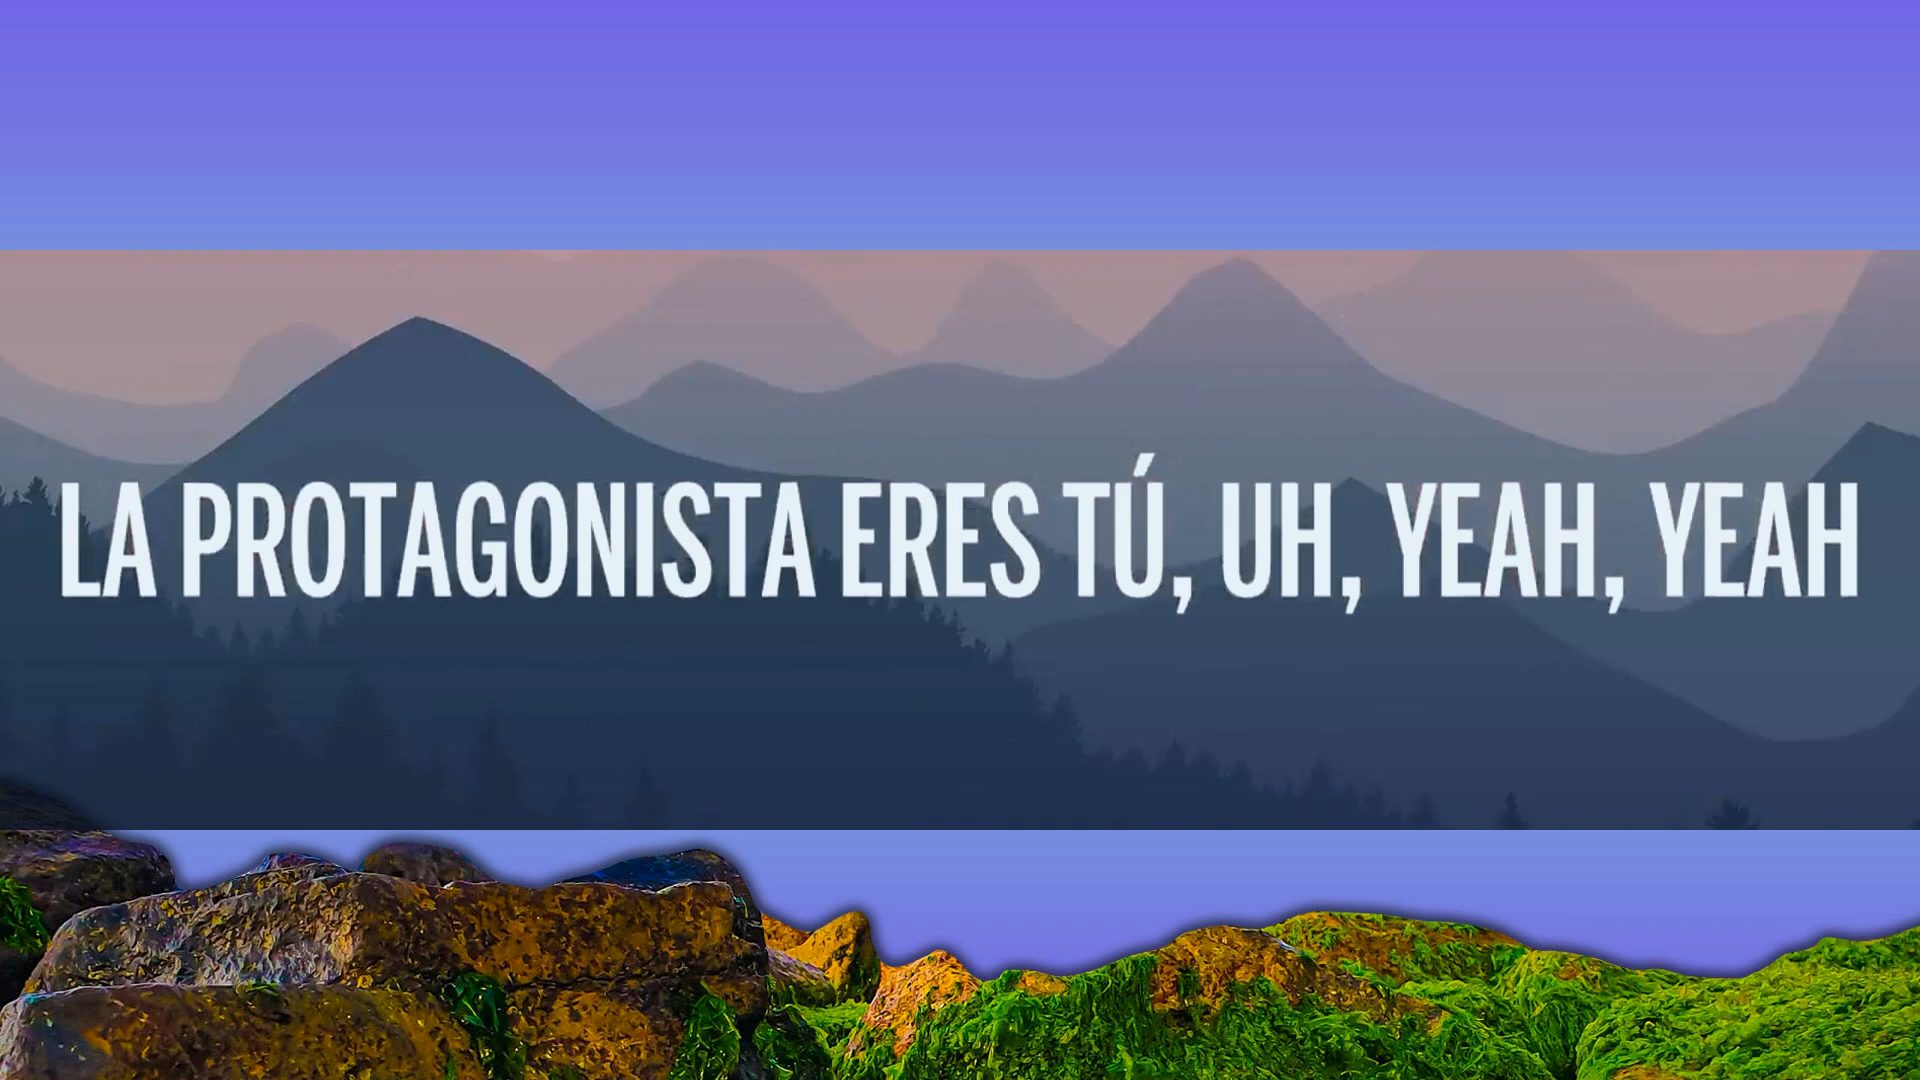 LA PROTAGONISTA ERES TÚ, UH, YEAH, YEAH